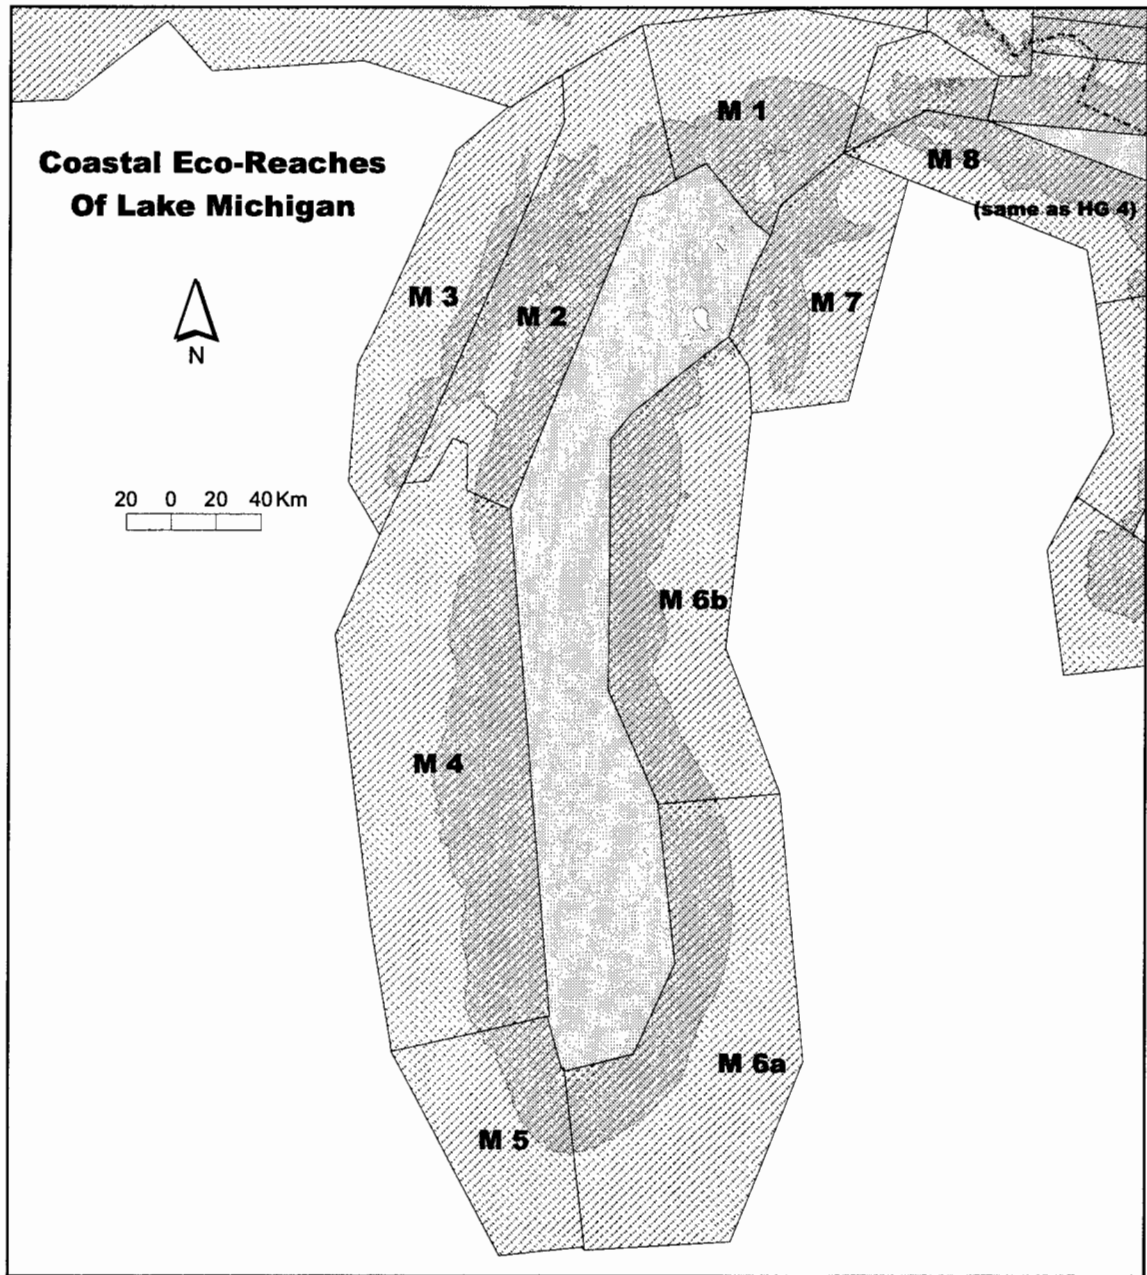 Coastal Eco-Reaches
Of Lake Michigan
N
20 0 20 40 Km
M 1
M 8
(same as HG 4)
M 3
M 2
M 7
M 6b
M 4
M 6a
M 5